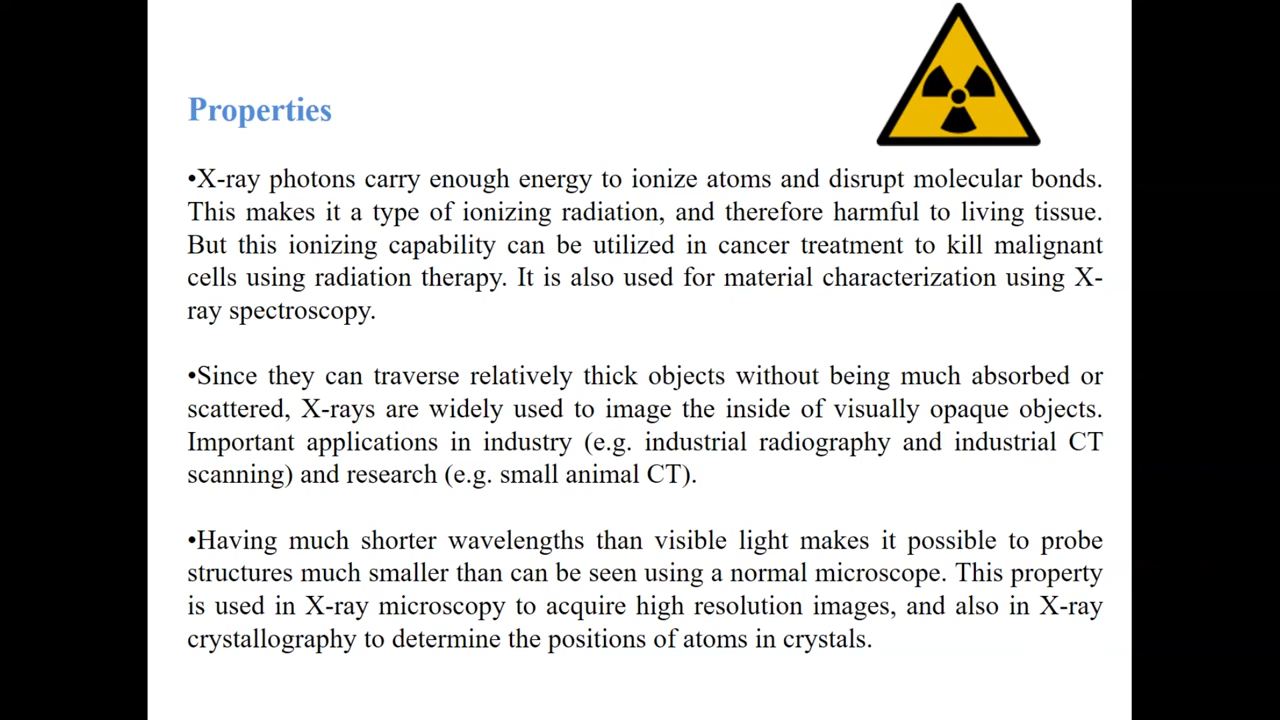 Properties
•X-ray photons carry enough energy to ionize atoms and disrupt molecular bonds.
This makes it a type of ionizing radiation, and therefore harmful to living tissue.
But this ionizing capability can be utilized in cancer treatment to kill malignant
cells using radiation therapy. It is also used for material characterization using X-
ray spectroscopy.
•Since they can traverse relatively thick objects without being much absorbed or
scattered, X-rays are widely used to image the inside of visually opaque objects.
Important applications in industry (e.g. industrial radiography and industrial CT
scanning) and research (e.g. small animal CT).
•Having much shorter wavelengths than visible light makes it possible to probe
structures much smaller than can be seen using a normal microscope. This property
is used in X-ray microscopy to acquire high resolution images, and also in X-ray
crystallography to determine the positions of atoms in crystals.